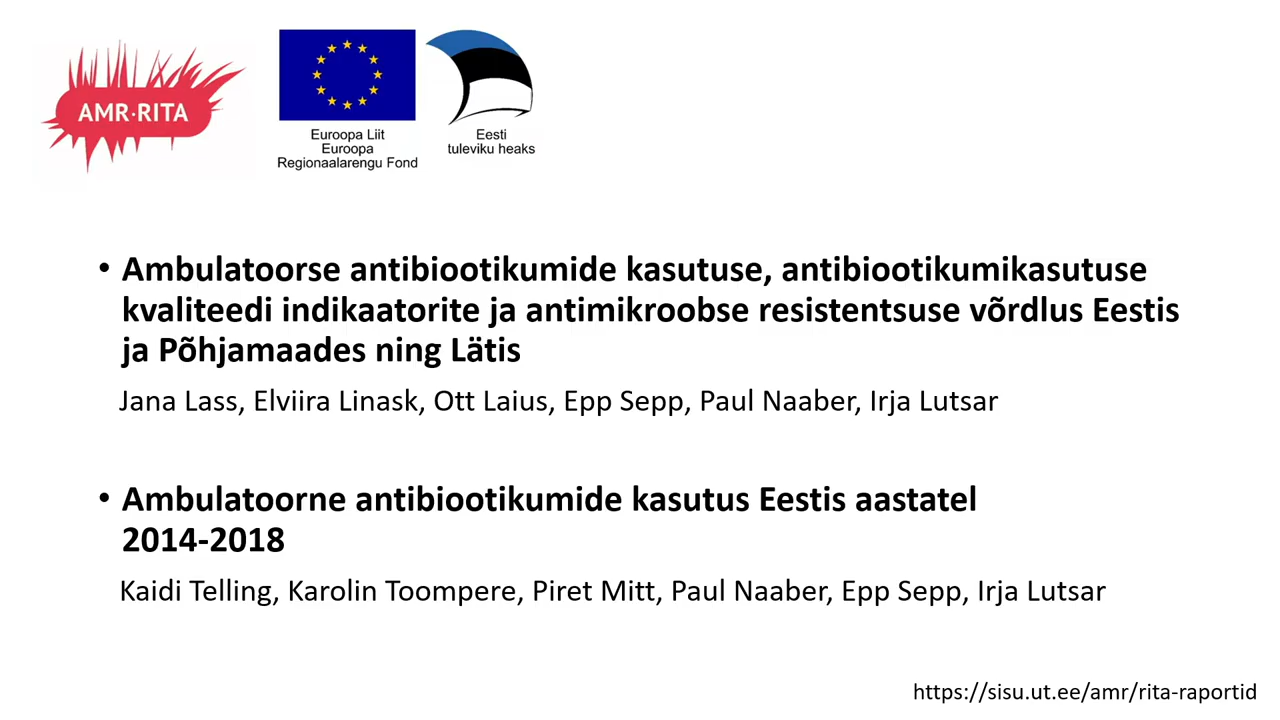 AMR·RITA
Euroopa Liit
Euroopa
Regionaalarengu Fond
Eesti
tuleviku heaks
• Ambulatoorse antibiootikumide kasutuse, antibiootikumikasutuse
kvaliteedi indikaatorite ja antimikroobse resistentsuse võrdlus Eestis
ja Põhjamaades ning Lätis
Jana Lass, Elviira Linask, Ott Laius, Epp Sepp, Paul Naaber, Irja Lutsar
• Ambulatoorne antibiootikumide kasutus Eestis aastatel
2014-2018
Kaidi Telling, Karolin Toompere, Piret Mitt, Paul Naaber, Epp Sepp, Irja Lutsar
https://sisu.ut.ee/amr/rita-raportid